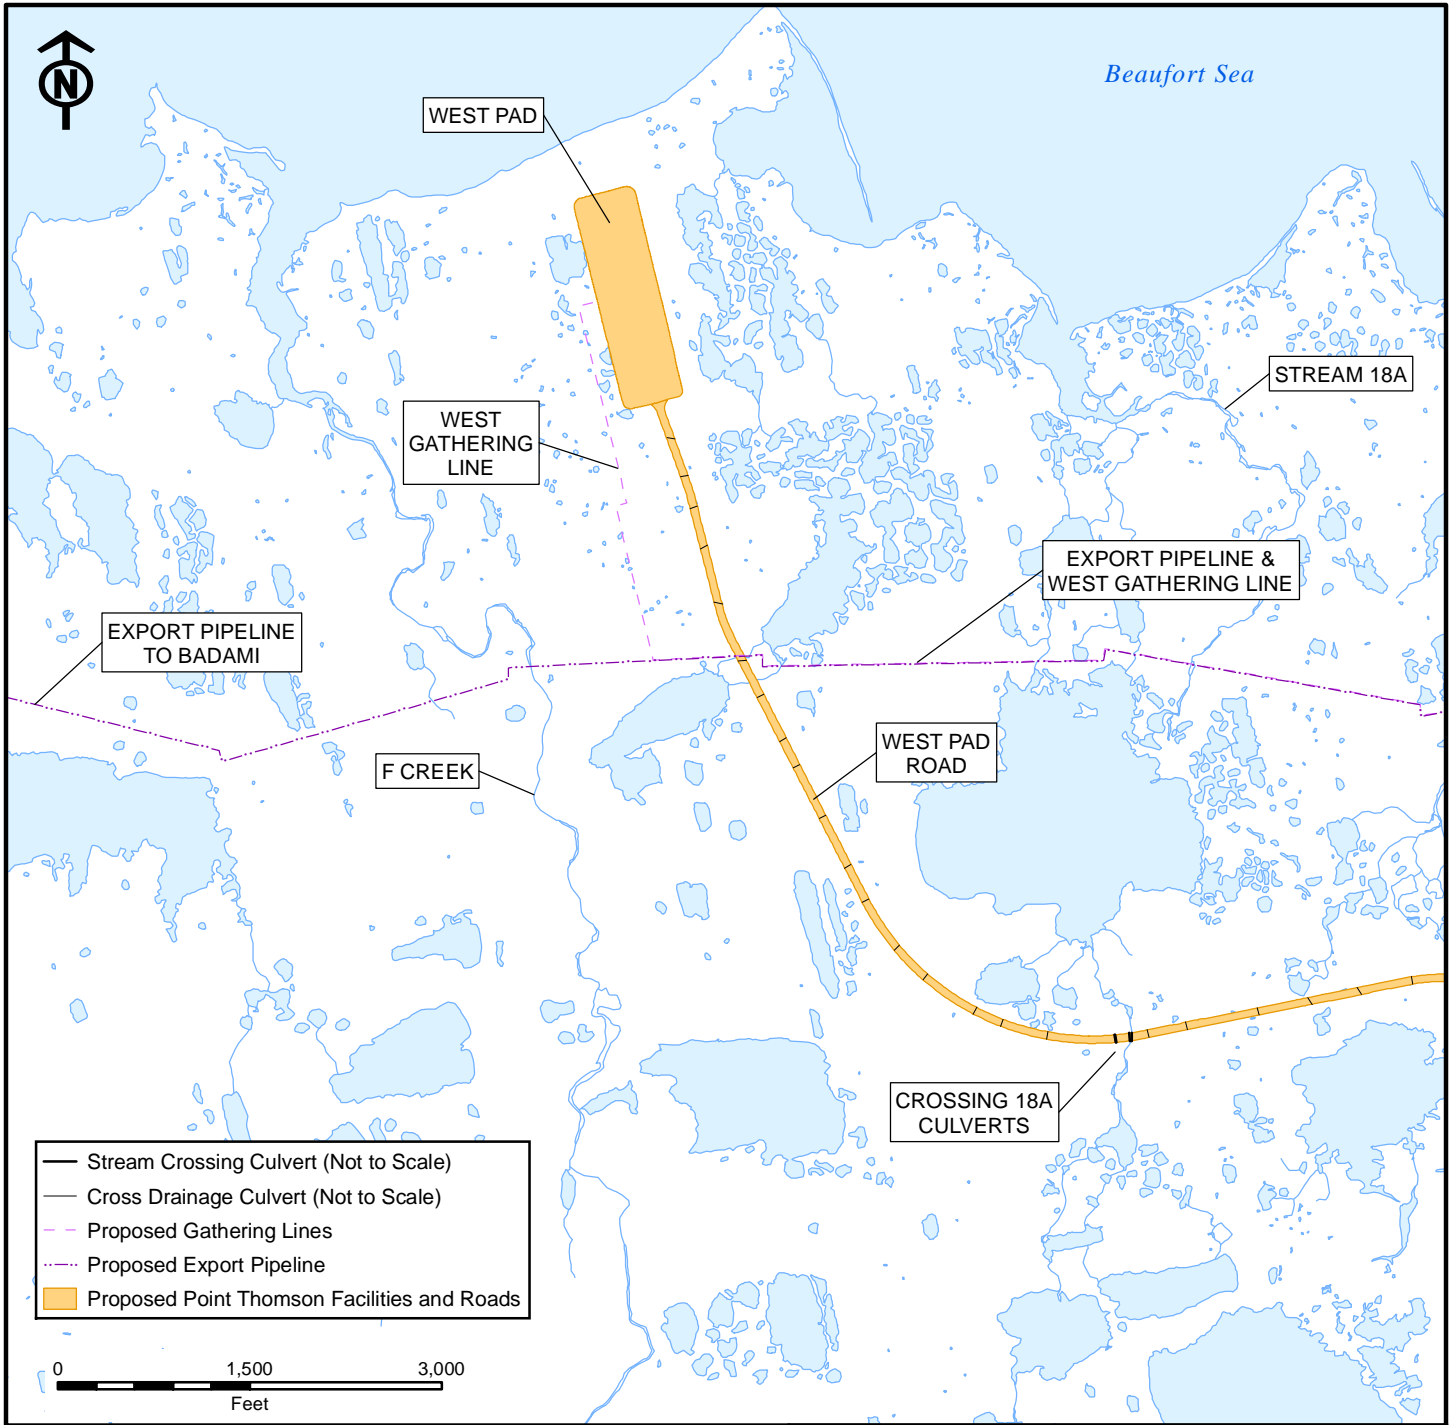 N
Beaufort Sea
WEST PAD
STREAM 18A
WEST
GATHERING
LINE
EXPORT PIPELINE &
WEST GATHERING LINE
EXPORT PIPELINE
TO BADAMI
WEST PAD
ROAD
F CREEK
CROSSING 18A
CULVERTS
Stream Crossing Culvert (Not to Scale)
Cross Drainage Culvert (Not to Scale)
Proposed Gathering Lines
Proposed Export Pipeline
Proposed Point Thomson Facilities and Roads
0 1,500 3,000
Feet